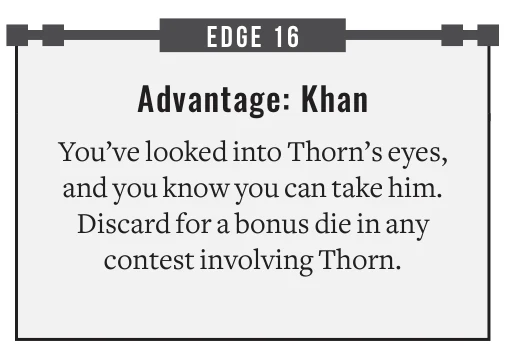 EDGE 16
Advantage: Khan
You’ve looked into Thorn’s eyes,
and you know you can take him.
Discard for a bonus die in any
contest involving Thorn.